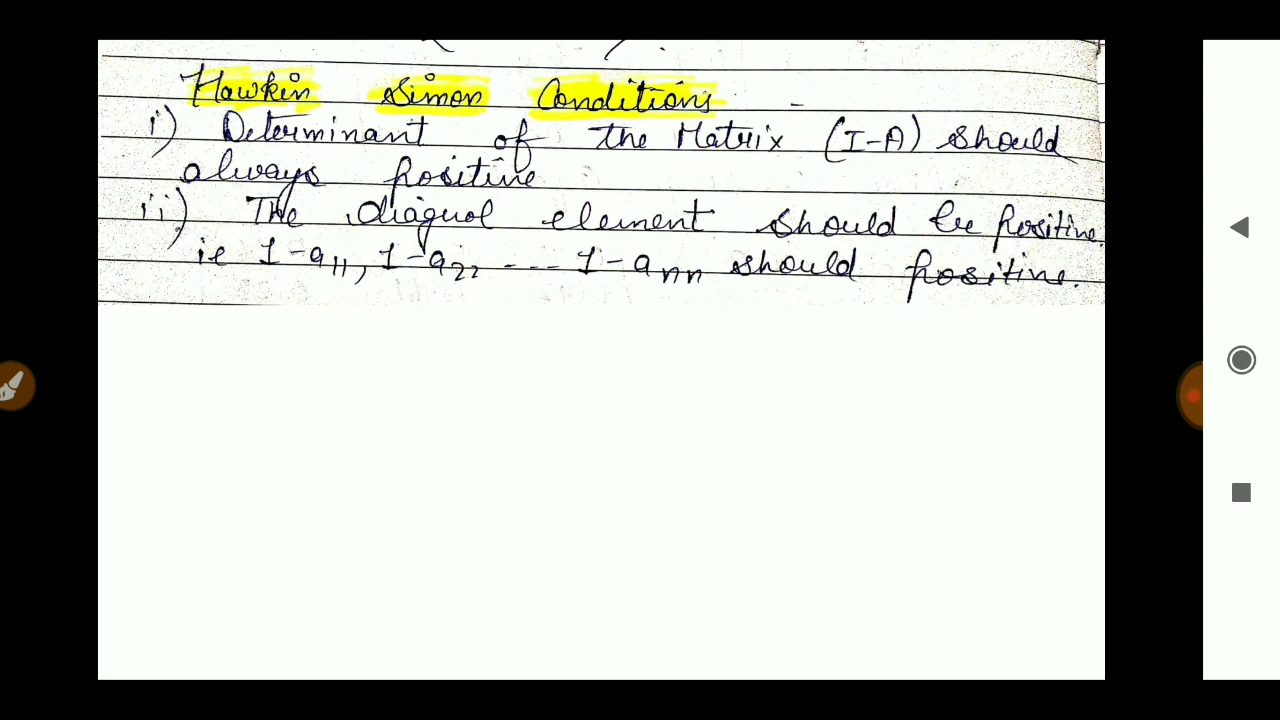 Hawkin Simon Conditions -
i) Determinant of the Matrix (I-A) should
always positive
ii) The diagnol element should be positive.
ie 1-a11, 1-a22 --- 1-ann should positive.